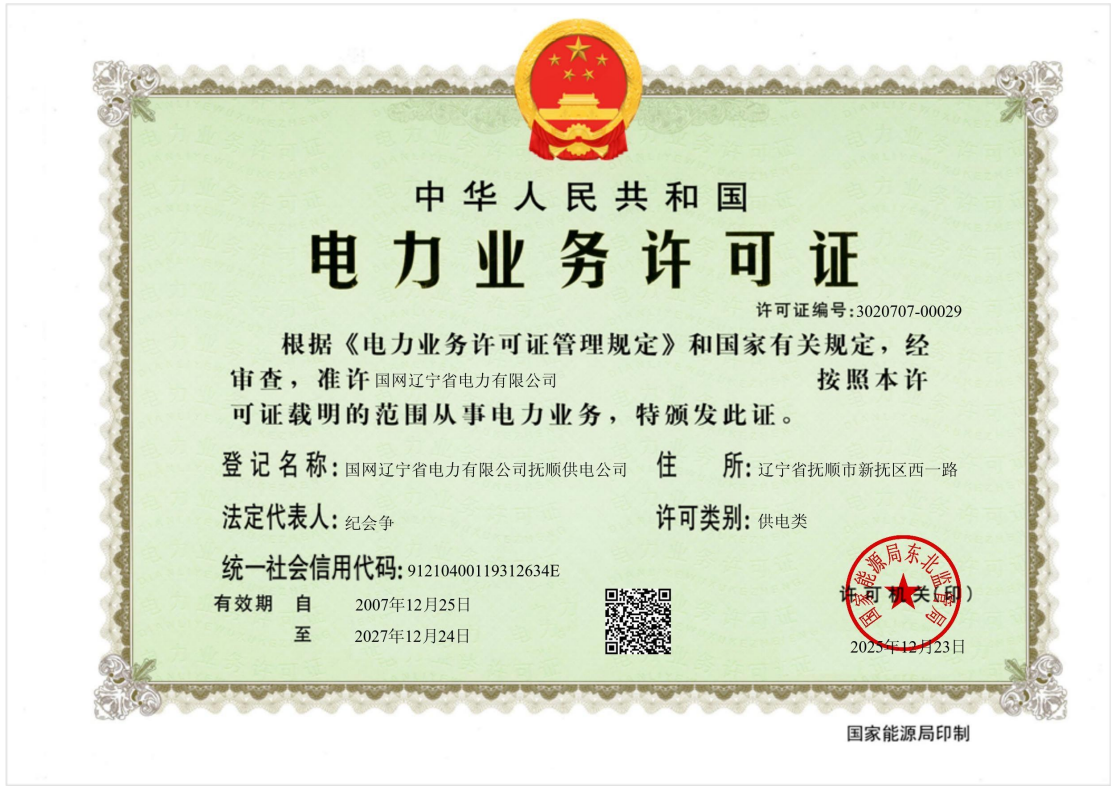 中华人民共和国
电力业务许可证
许可证编号:3020707-00029
根据《电力业务许可证管理规定》和国家有关规定，经
审查，准许 国网辽宁省电力有限公司 按照本许
可证载明的范围从事电力业务，特颁发此证。
登记名称: 国网辽宁省电力有限公司抚顺供电公司 住 所: 辽宁省抚顺市新抚区西一路
法定代表人: 纪会争 许可类别: 供电类
统一社会信用代码: 91210400119312634E
国家能源局东北监管局
许可机关(印)
有效期 自 2007年12月25日
至 2027年12月24日
2025年12月23日
国家能源局印制